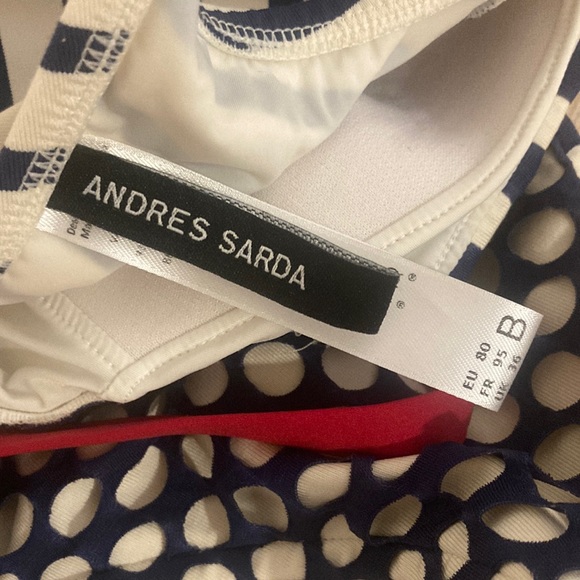 ANDRES SARDA
®
®
EU 80
FR 95
UK 36
B